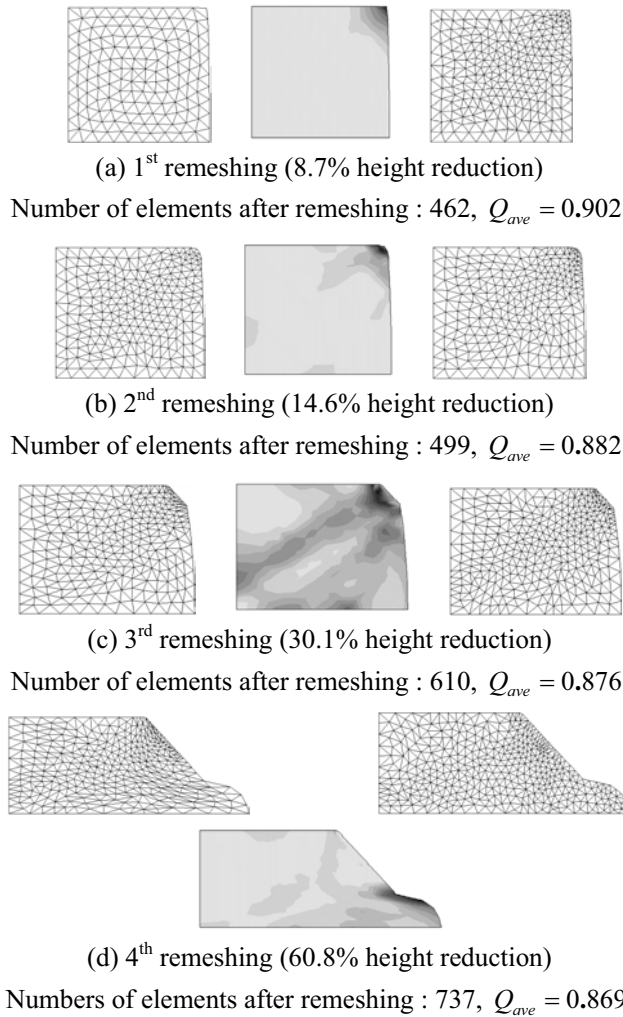 (a) 1st remeshing (8.7% height reduction)
Number of elements after remeshing : 462, Qave = 0.902
(b) 2nd remeshing (14.6% height reduction)
Number of elements after remeshing : 499, Qave = 0.882
(c) 3rd remeshing (30.1% height reduction)
Number of elements after remeshing : 610, Qave = 0.876
(d) 4th remeshing (60.8% height reduction)
Numbers of elements after remeshing : 737, Qave = 0.869